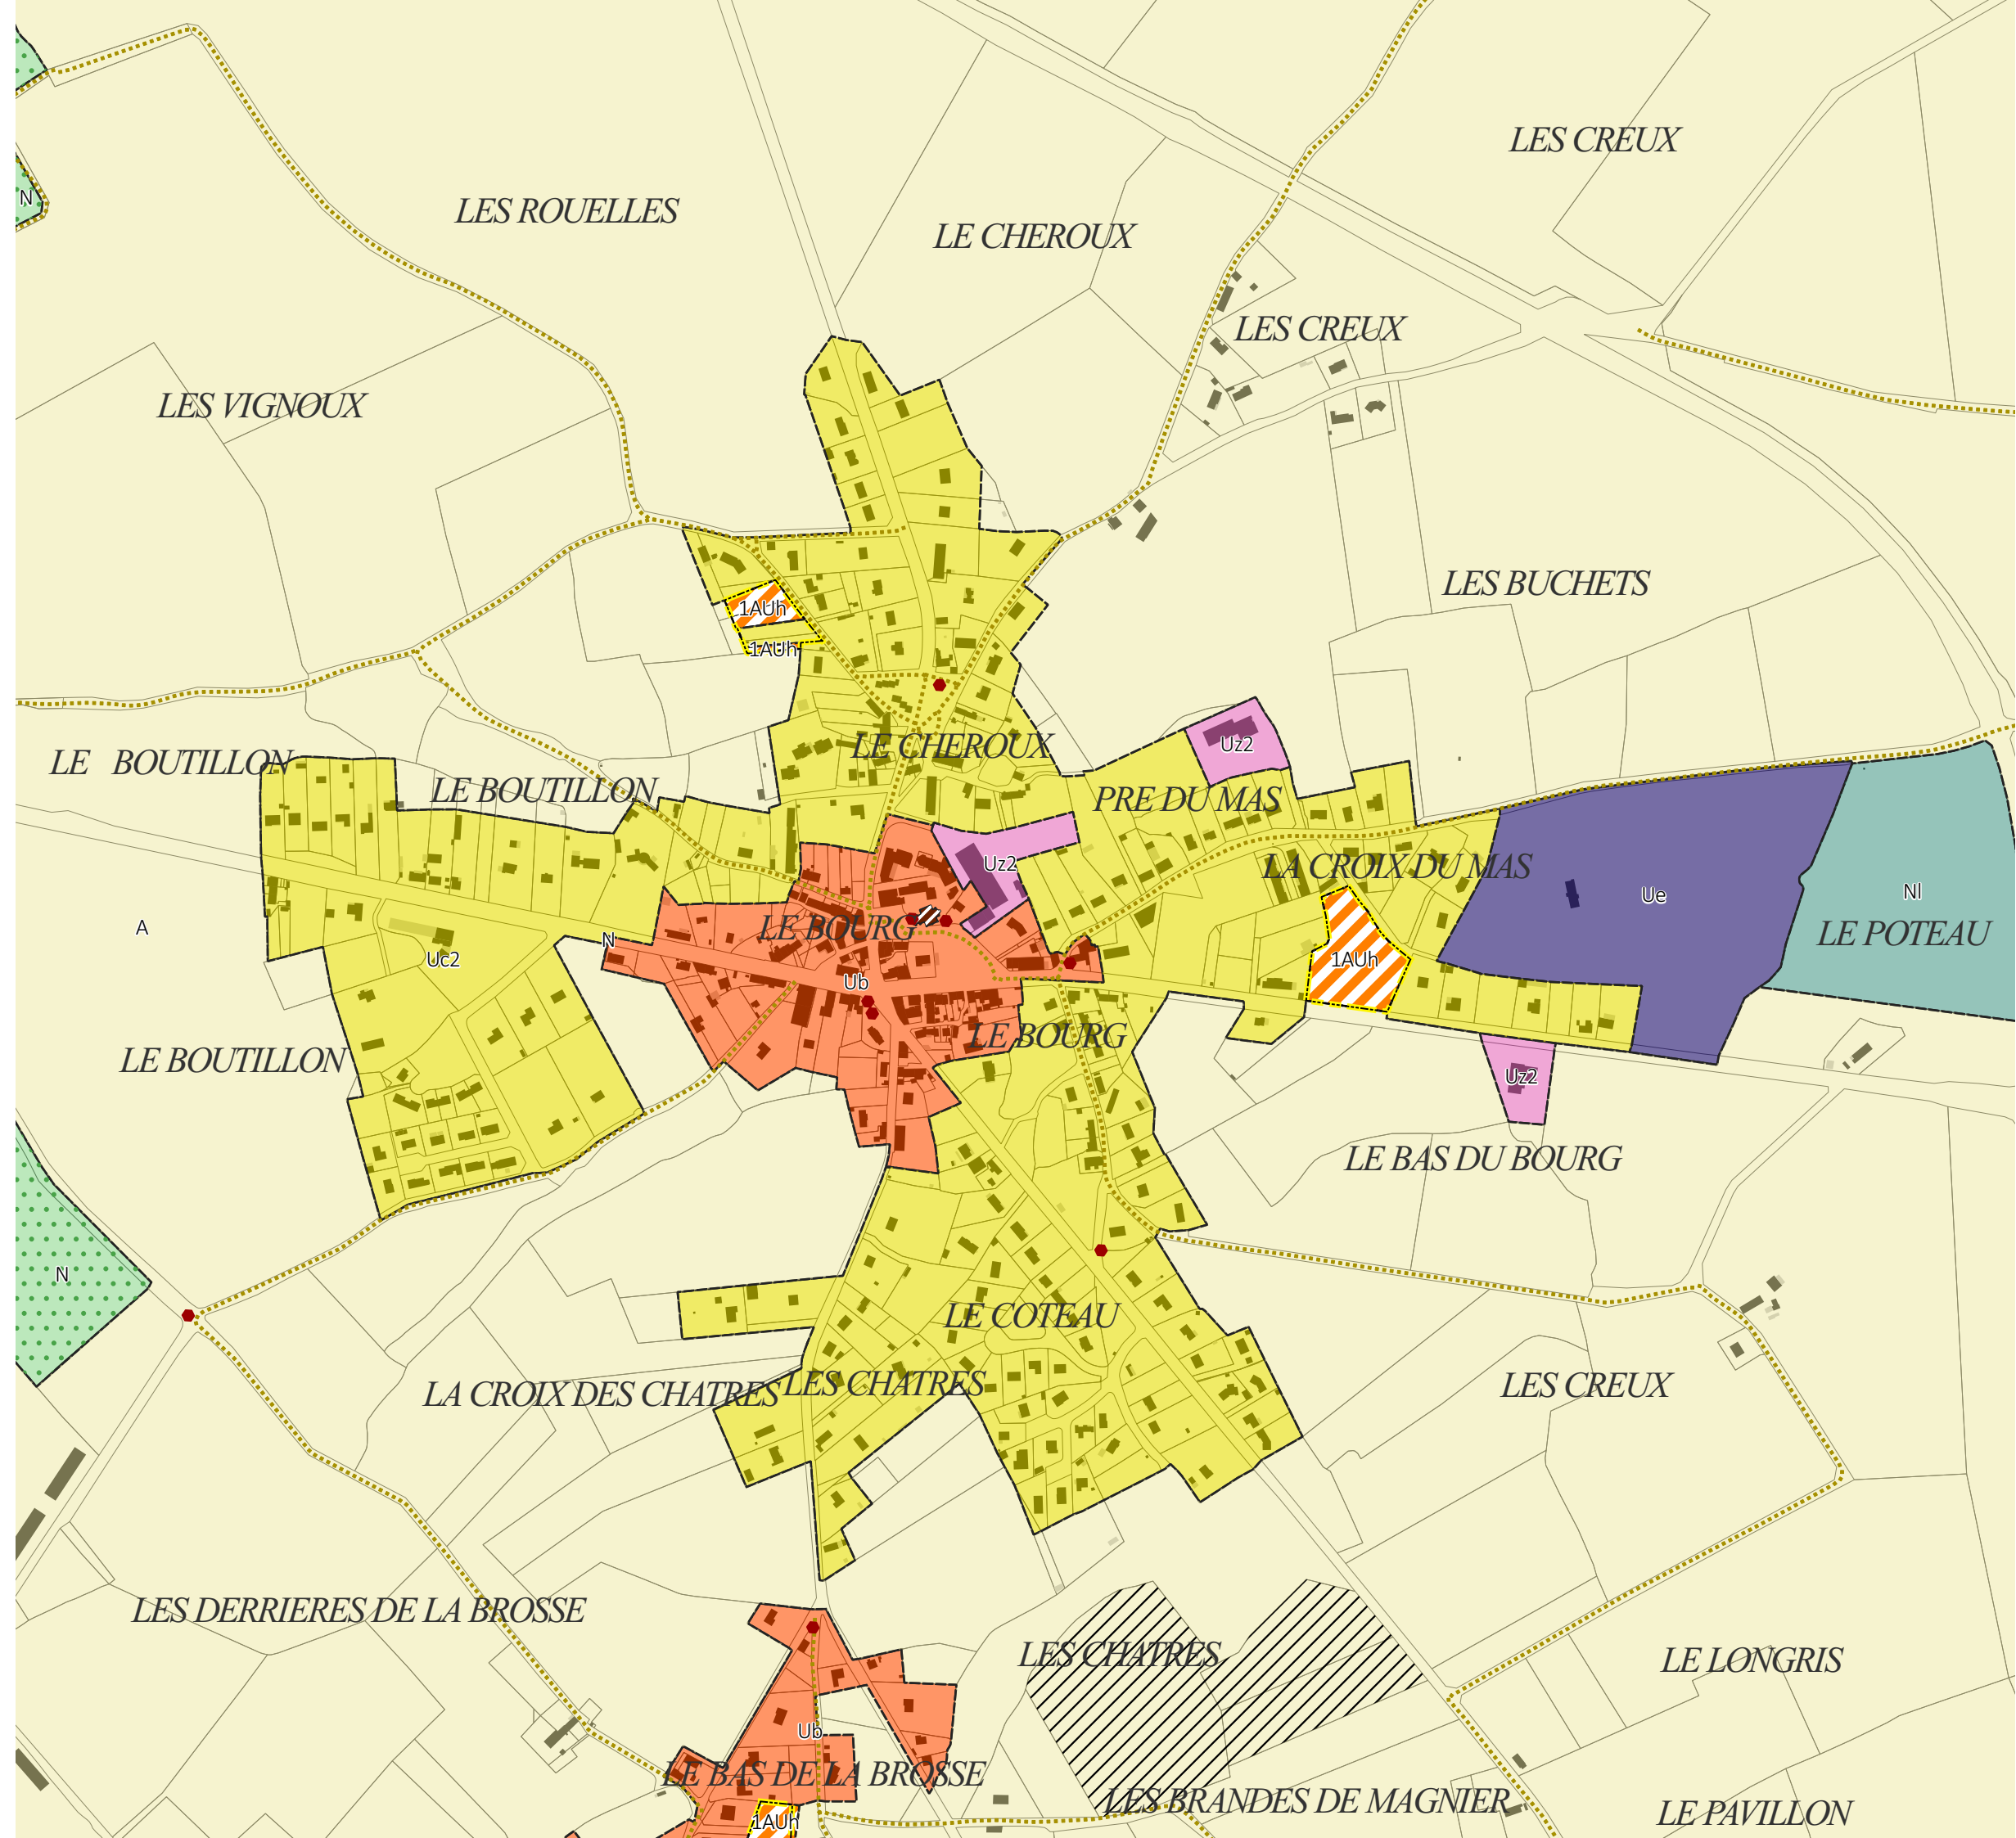 LES CREUX
N
LES ROUELLES
LE CHEROUX
LES CREUX
LES VIGNOUX
LES BUCHETS
1AUh
1AUh
LE CHEROUX
Uz2
LE BOUTILLON
LE BOUTILLON
PRE DU MAS
Uz2
LA CROIX DU MAS
Ue
Nl
A
LE BOURG
LE POTEAU
N
Uc2
1AUh
Ub
LE BOURG
LE BOUTILLON
Uz2
LE BAS DU BOURG
N
LE COTEAU
LA CROIX DES CHATRES
LES CHATRES
LES CREUX
LES DERRIERES DE LA BROSSE
LES CHATRES
LE LONGRIS
Ub
LE BAS DE LA BROSSE
LES BRANDES DE MAGNIER
LE PAVILLON
1AUh